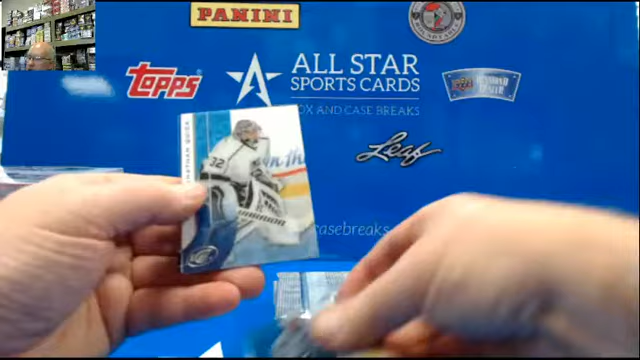 PANINI
topps
ALL STAR
SPORTS CARDS
BOX AND CASE BREAKS
Leaf
JONATHAN QUICK
32
casebreaks